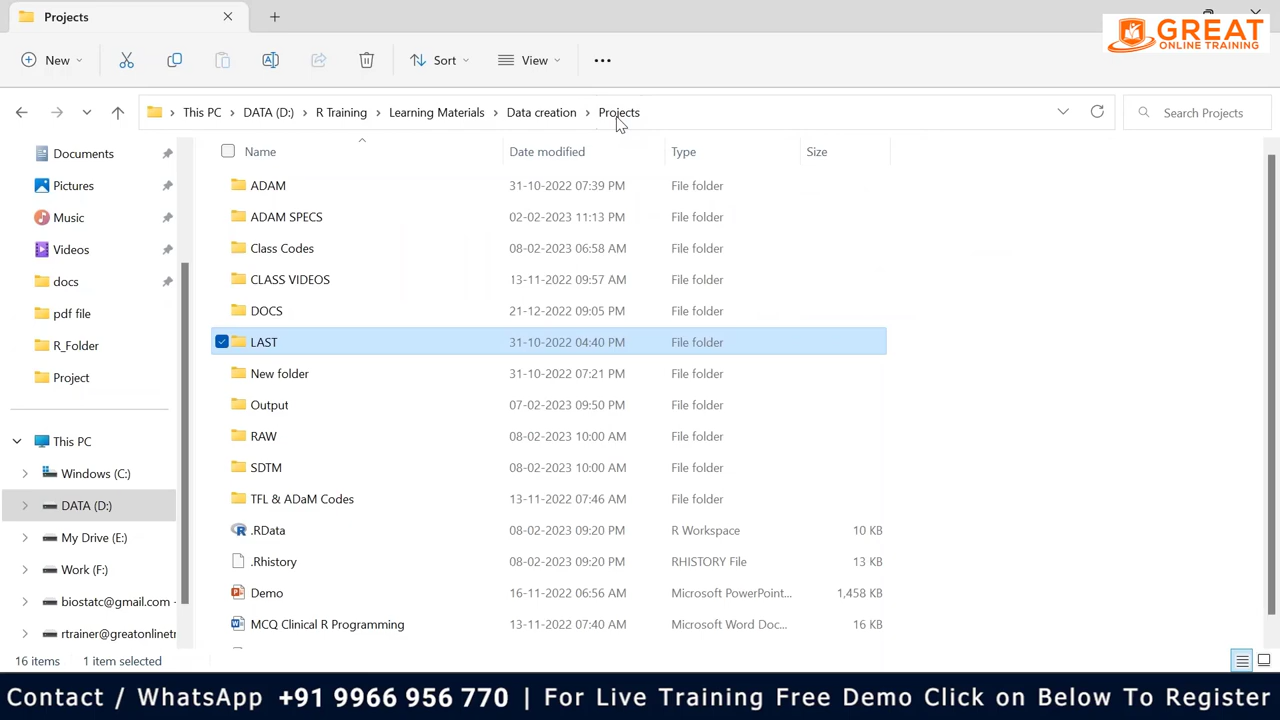 Projects
GREAT
ONLINE TRAINING
New
Sort
View
This PC
DATA (D:)
R Training
Learning Materials
Data creation
Projects
Search Projects
Documents
Pictures
Music
Videos
docs
pdf file
R_Folder
Project
This PC
Windows (C:)
DATA (D:)
My Drive (E:)
Work (F:)
biostatc@gmail.com -
rtrainer@greatonlinetr
Name Date modified Type Size
ADAM 31-10-2022 07:39 PM File folder
ADAM SPECS 02-02-2023 11:13 PM File folder
Class Codes 08-02-2023 06:58 AM File folder
CLASS VIDEOS 13-11-2022 09:57 AM File folder
DOCS 21-12-2022 09:05 PM File folder
LAST 31-10-2022 04:40 PM File folder
New folder 31-10-2022 07:21 PM File folder
Output 07-02-2023 09:50 PM File folder
RAW 08-02-2023 10:00 AM File folder
SDTM 08-02-2023 10:00 AM File folder
TFL & ADaM Codes 13-11-2022 07:46 AM File folder
.RData 08-02-2023 09:20 PM R Workspace 10 KB
.Rhistory 08-02-2023 09:20 PM RHISTORY File 13 KB
Demo 16-11-2022 06:56 AM Microsoft PowerPoint... 1,458 KB
MCQ Clinical R Programming 13-11-2022 07:40 AM Microsoft Word Doc... 16 KB
16 items 1 item selected
Contact / WhatsApp +91 9966 956 770 | For Live Training Free Demo Click on Below To Register